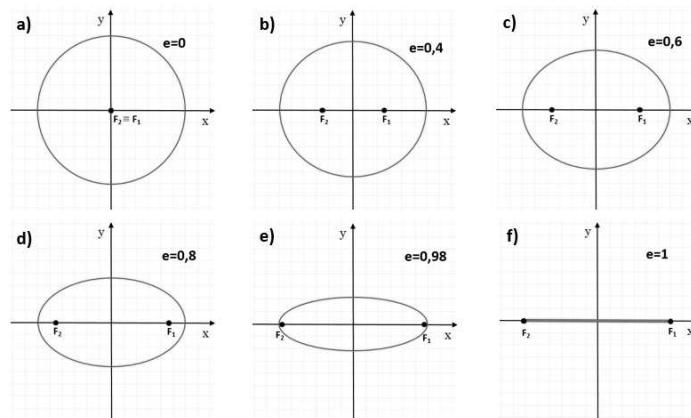 a)
y
e=0
F₂ ≡ F₁
x
b)
y
e=0,4
F₂
F₁
x
c)
y
e=0,6
F₂
F₁
x
d)
y
e=0,8
F₂
F₁
x
e)
y
e=0,98
F₂
F₁
x
f)
y
e=1
F₂
F₁
x